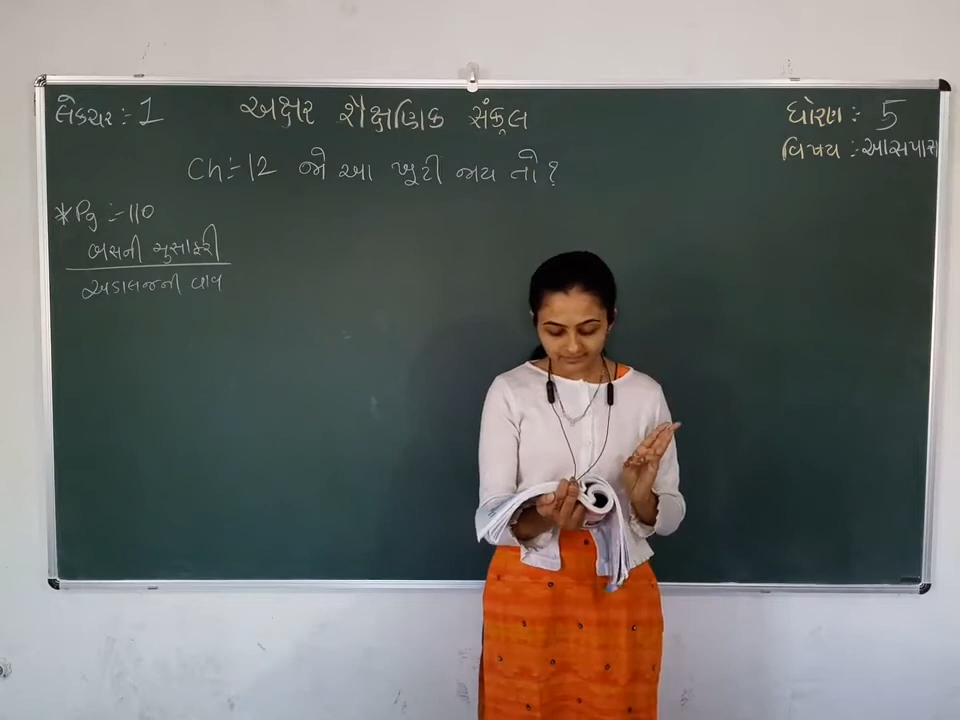 લેક્ચર :- 1
અક્ષર શૈક્ષણિક સંકુલ
ધોરણ :- 5
વિષય :- આસપાસ
Ch :- 12 જો આ ખૂટી જાય તો ?
*Pg :- 110
બસની મુસાફરી
અડાલજની વાવ